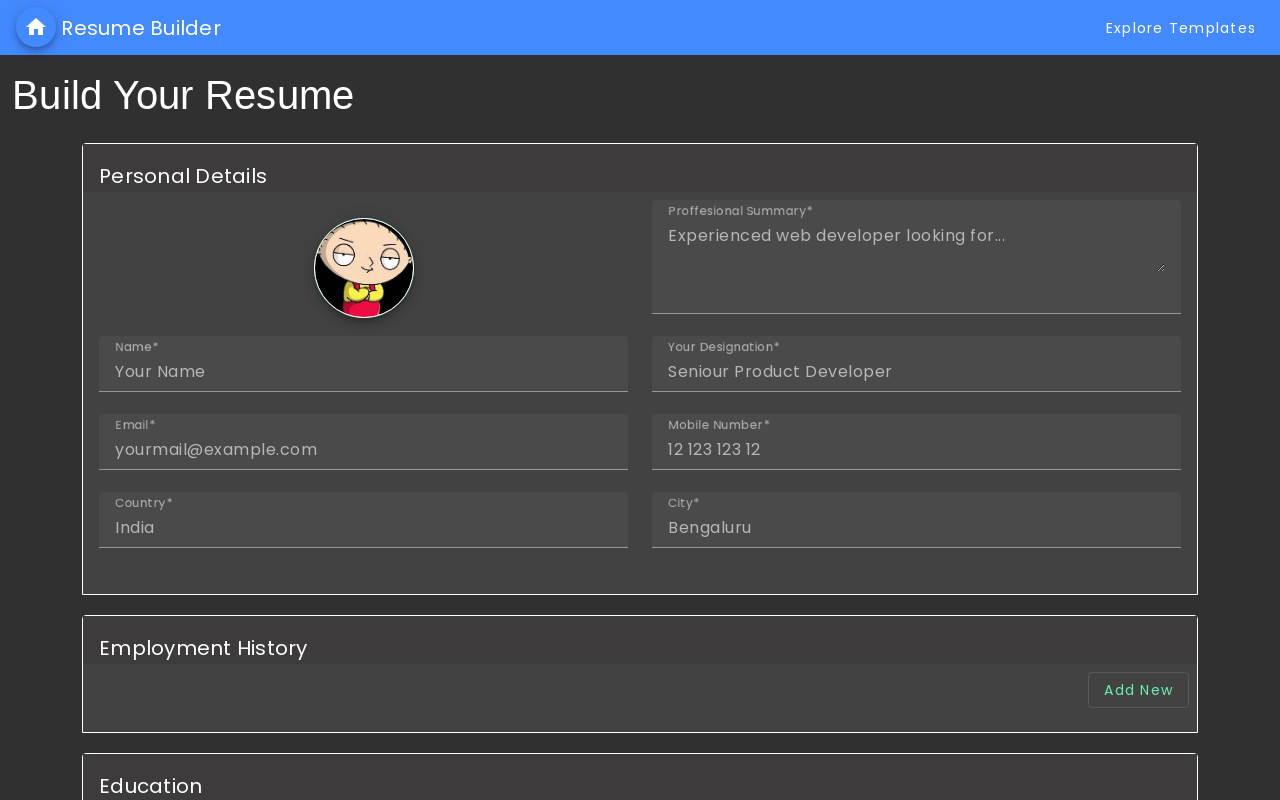 Resume Builder
Explore Templates
Build Your Resume
Personal Details
Proffesional Summary*
Experienced web developer looking for...
Name*
Your Name
Your Designation*
Seniour Product Developer
Email*
yourmail@example.com
Mobile Number*
12 123 123 12
Country*
India
City*
Bengaluru
Employment History
Add New
Education